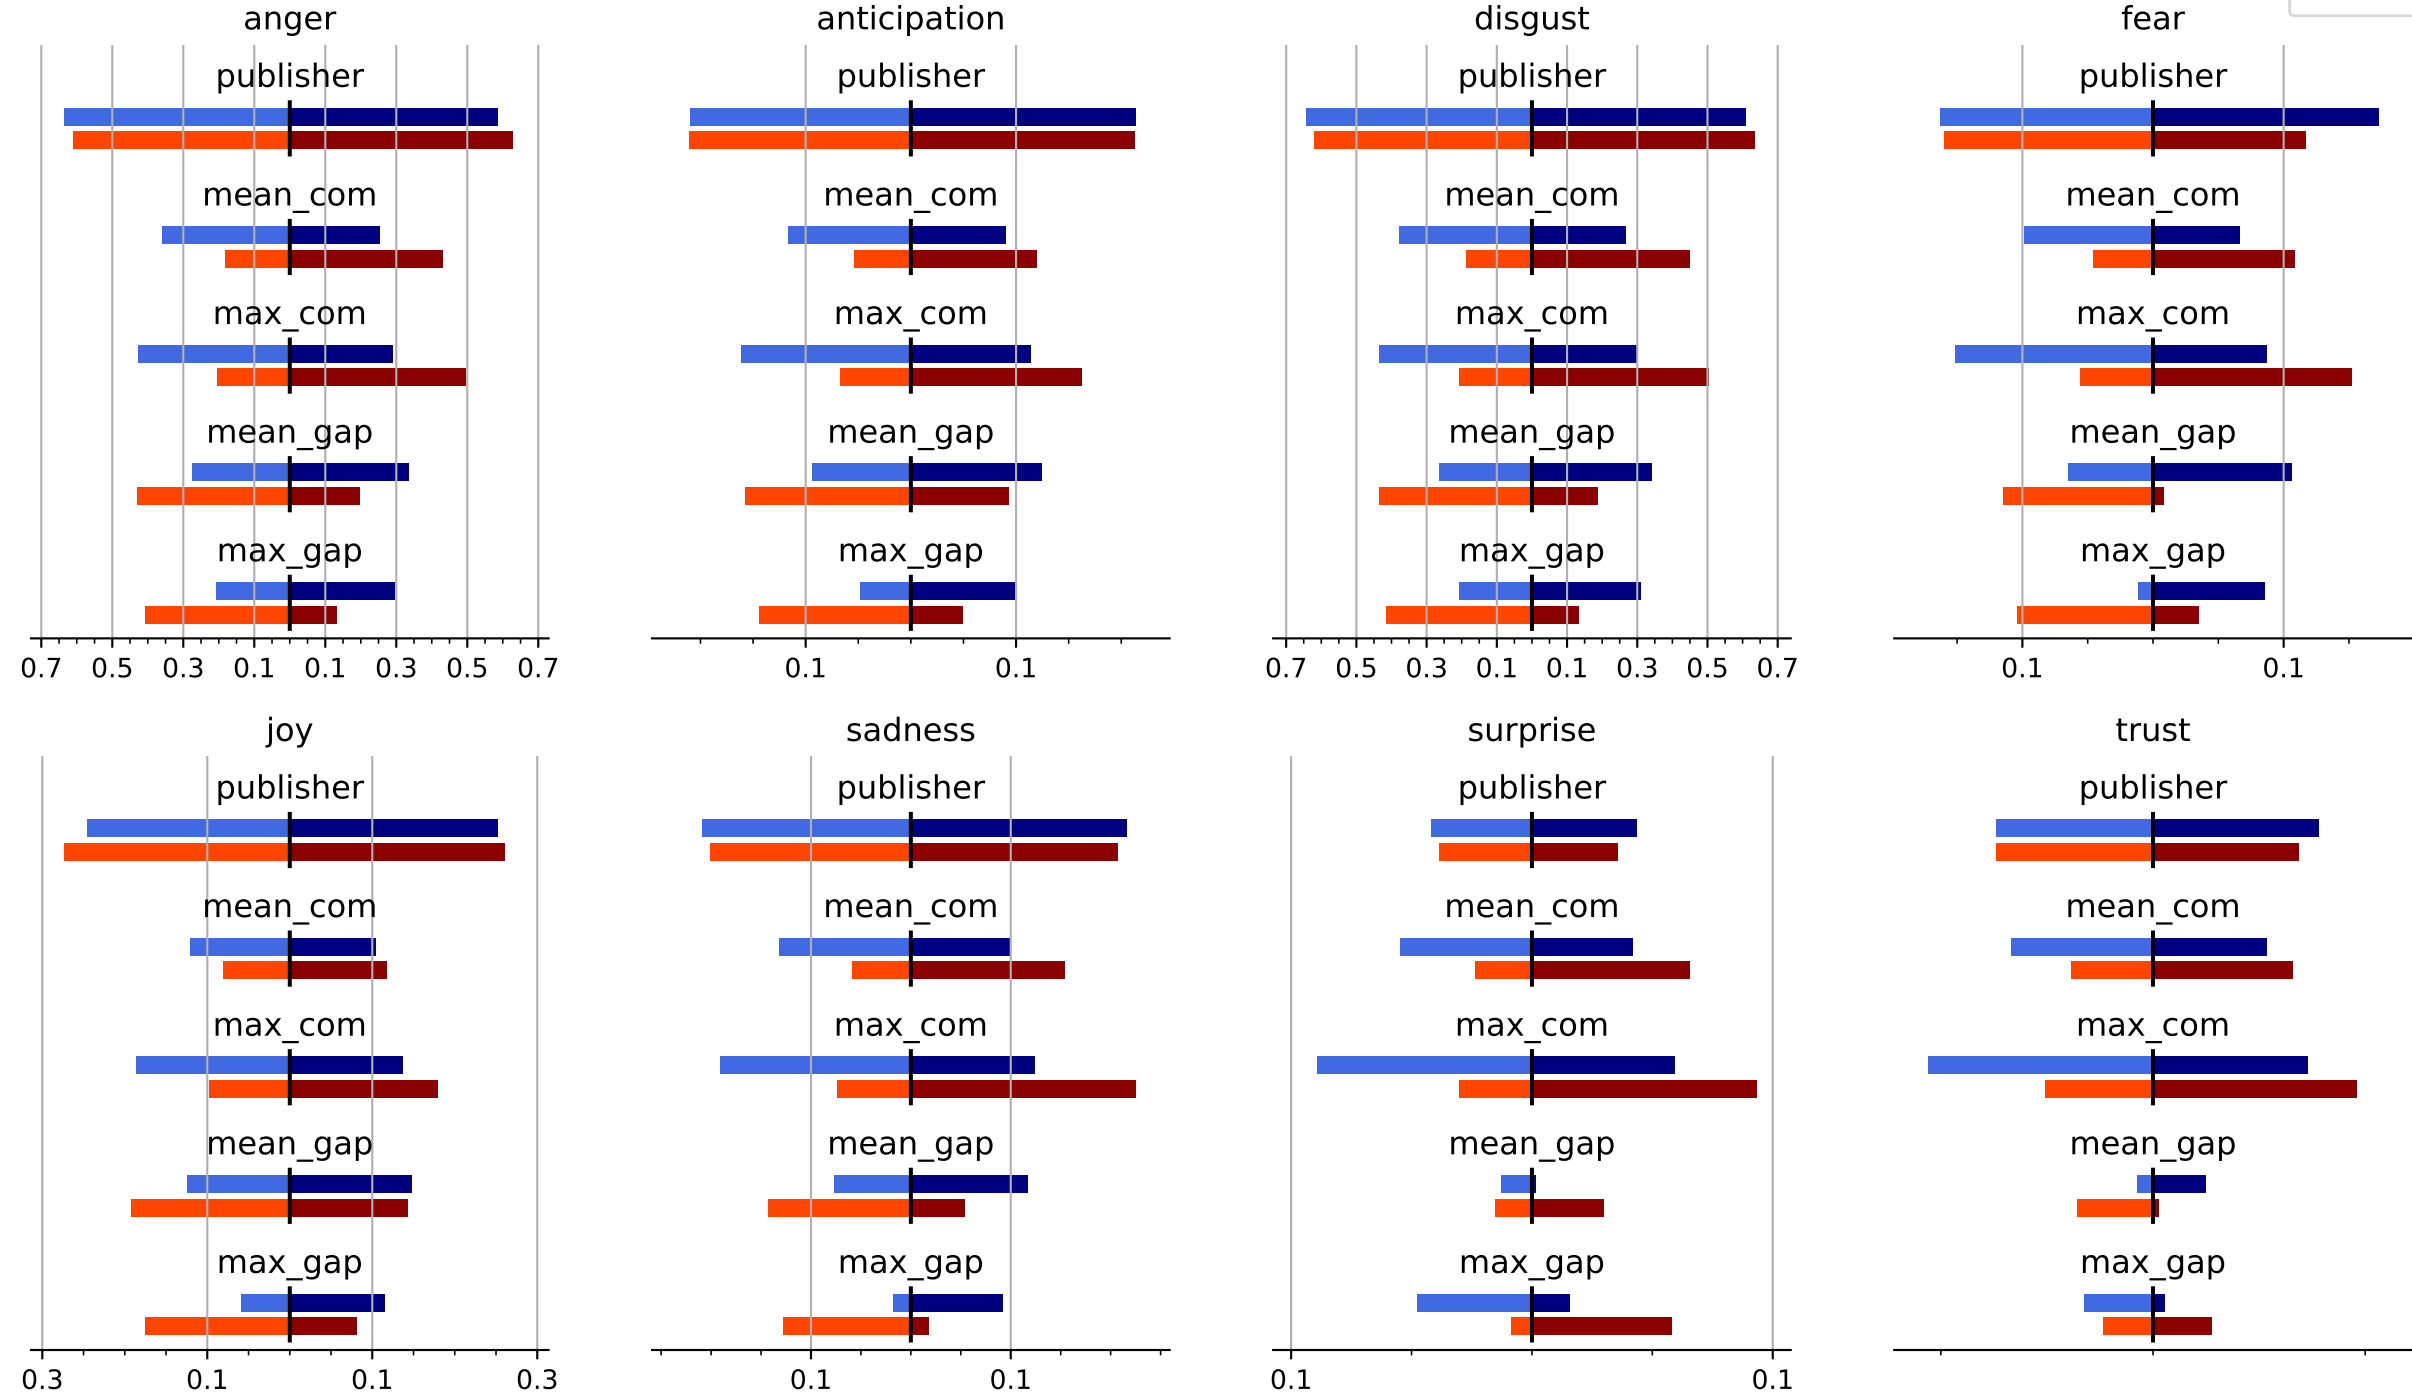 anger
publisher
mean_com
max_com
mean_gap
max_gap
0.7 0.5 0.3 0.1 0.1 0.3 0.5 0.7
anticipation
publisher
mean_com
max_com
mean_gap
max_gap
0.1 0.1
disgust
publisher
mean_com
max_com
mean_gap
max_gap
0.7 0.5 0.3 0.1 0.1 0.3 0.5 0.7
fear
publisher
mean_com
max_com
mean_gap
max_gap
0.1 0.1
joy
publisher
mean_com
max_com
mean_gap
max_gap
0.3 0.1 0.1 0.3
sadness
publisher
mean_com
max_com
mean_gap
max_gap
0.1 0.1
surprise
publisher
mean_com
max_com
mean_gap
max_gap
0.1 0.1
trust
publisher
mean_com
max_com
mean_gap
max_gap